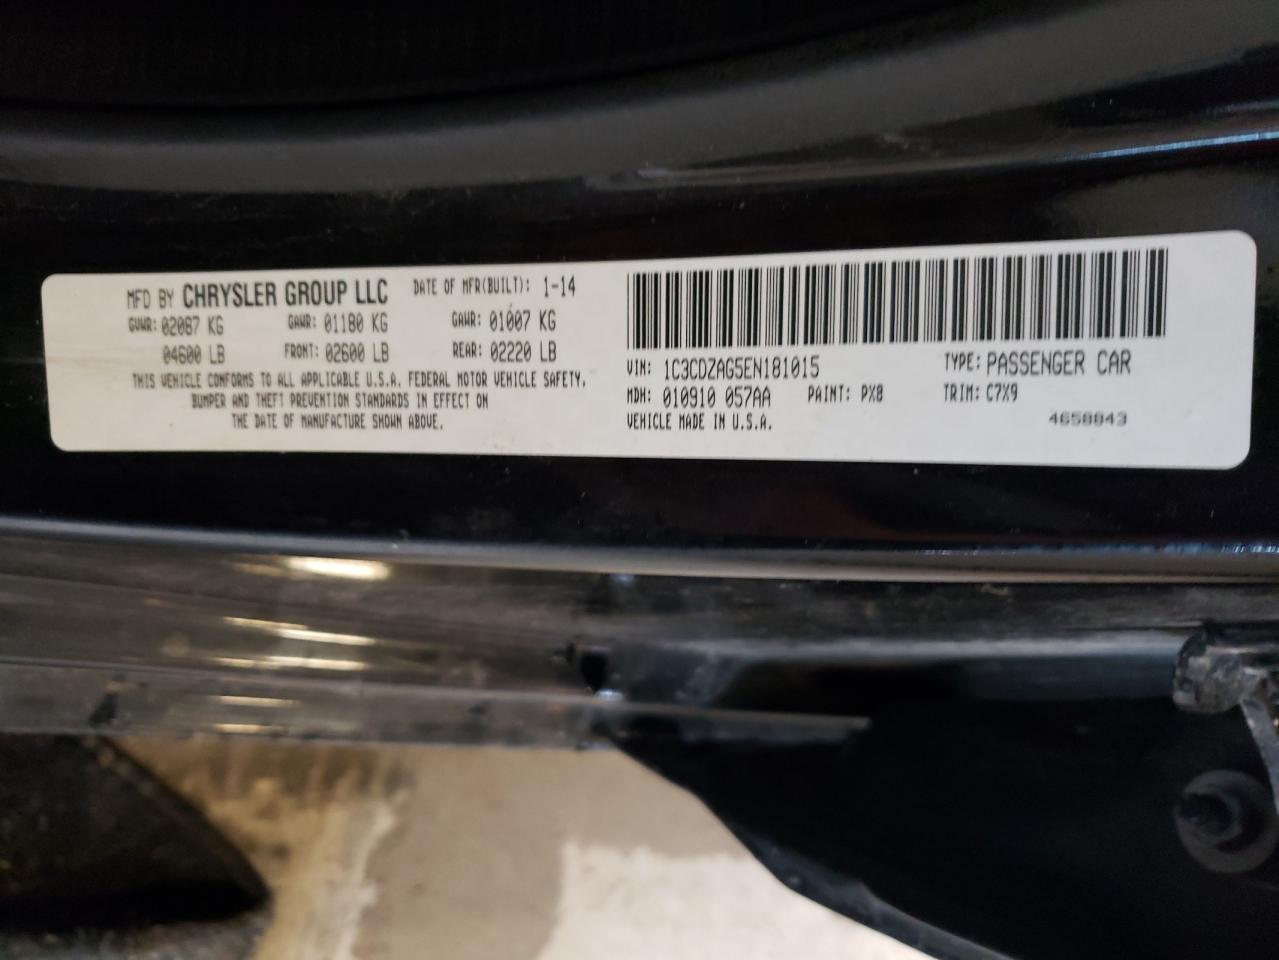 MFD BY CHRYSLER GROUP LLC DATE OF MFR(BUILT): 1-14
GVWR: 02087 KG GAWR: 01180 KG GAWR: 01007 KG
04600 LB FRONT: 02600 LB REAR: 02220 LB
THIS VEHICLE CONFORMS TO ALL APPLICABLE U.S.A. FEDERAL MOTOR VEHICLE SAFETY,
BUMPER AND THEFT PREVENTION STANDARDS IN EFFECT ON
THE DATE OF MANUFACTURE SHOWN ABOVE.
VIN: 1C3CDZAG5EN181015 TYPE: PASSENGER CAR
MDH: 010910 057AA PAINT: PX8 TRIM: C7X9
VEHICLE MADE IN U.S.A. 4658843